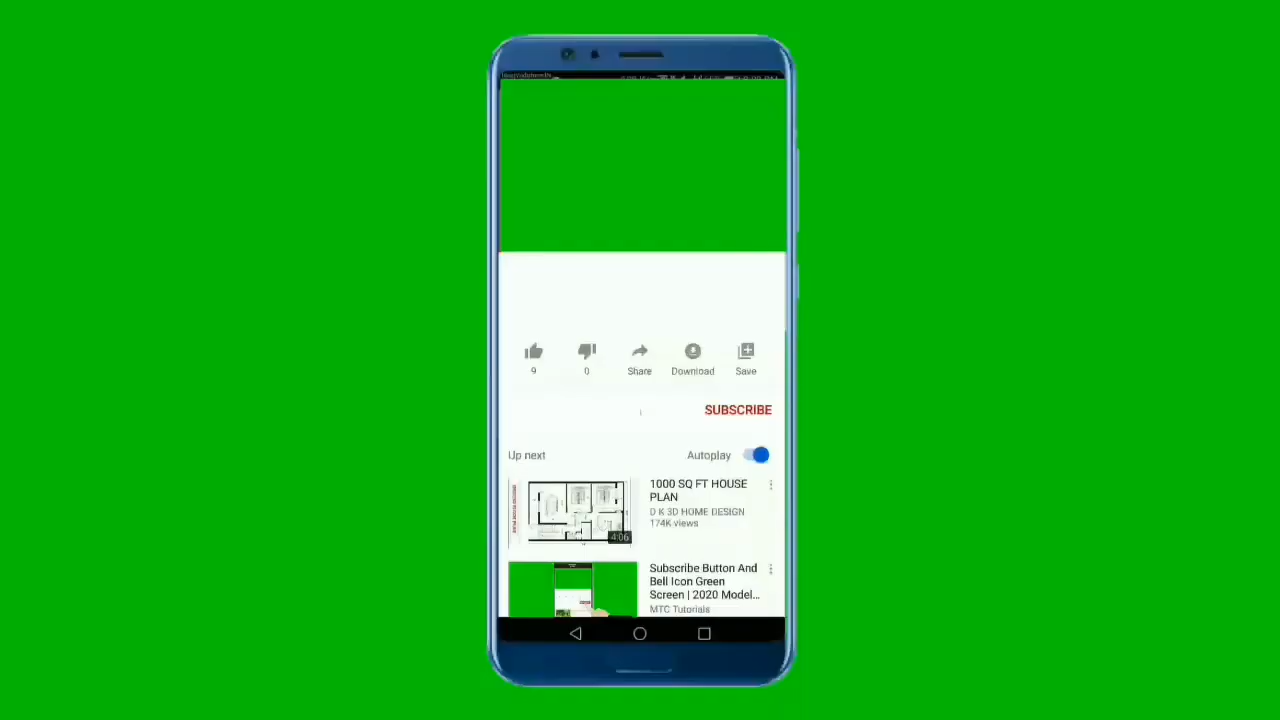 9
0
Share
Download
Save
SUBSCRIBE
Up next
Autoplay
1000 SQ FT HOUSE
PLAN
D K 3D HOME DESIGN
174K views
4:06
Subscribe Button And
Bell Icon Green
Screen | 2020 Model...
MTC Tutorials